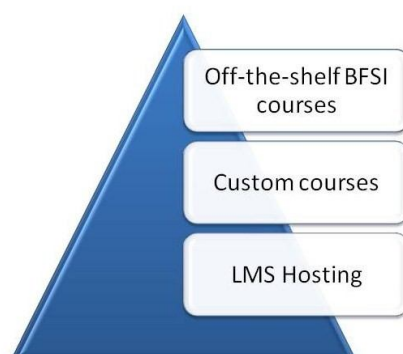 Off-the-shelf BFSI
courses
Custom courses
LMS Hosting